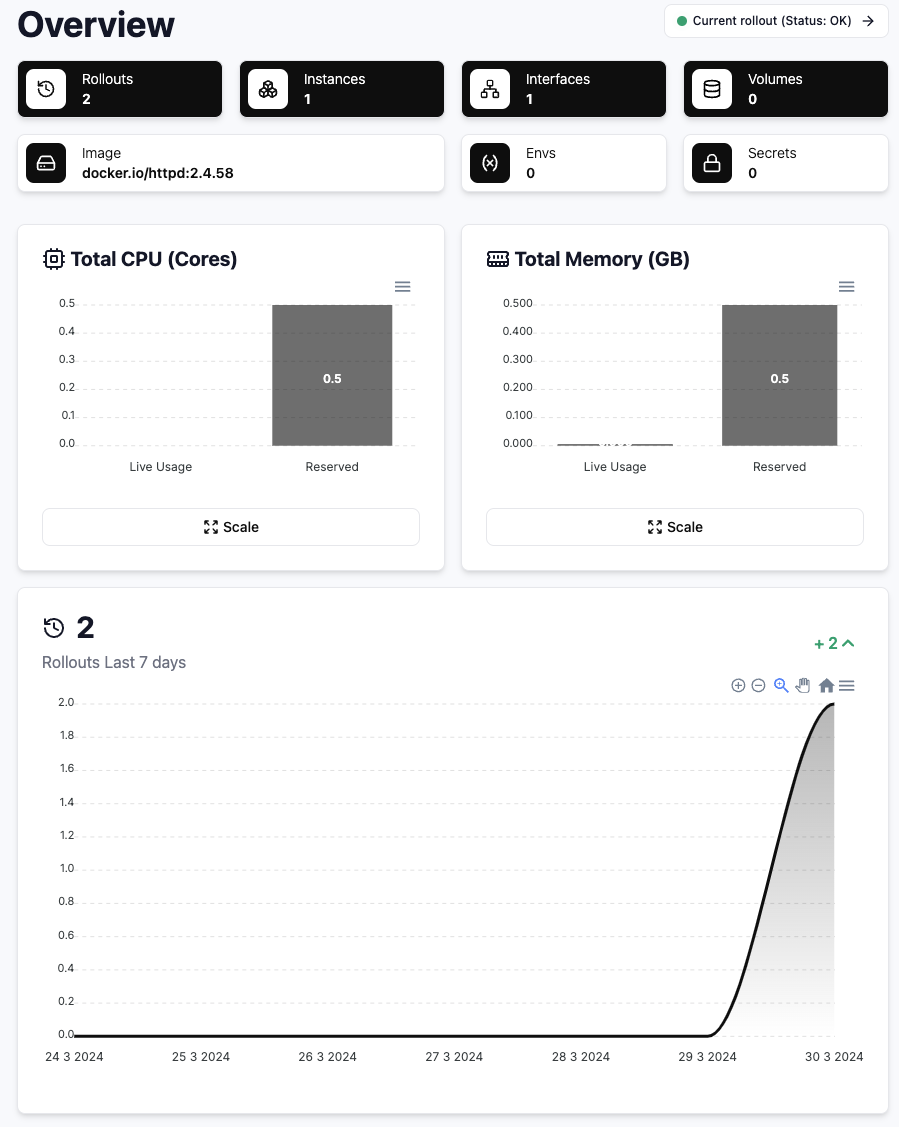 Overview
Current rollout (Status: OK)
Rollouts
2
Instances
1
Interfaces
1
Volumes
0
Image
docker.io/httpd:2.4.58
Envs
0
Secrets
0
Total CPU (Cores)
0.5
0.4
0.3
0.2
0.1
0.0
0.5
Live Usage
Reserved
Scale
Total Memory (GB)
0.500
0.400
0.300
0.200
0.100
0.000
0.5
Live Usage
Reserved
Scale
2
Rollouts Last 7 days
+ 2
2.0
1.8
1.6
1.4
1.2
1.0
0.8
0.6
0.4
0.2
0.0
24 3 2024
25 3 2024
26 3 2024
27 3 2024
28 3 2024
29 3 2024
30 3 2024